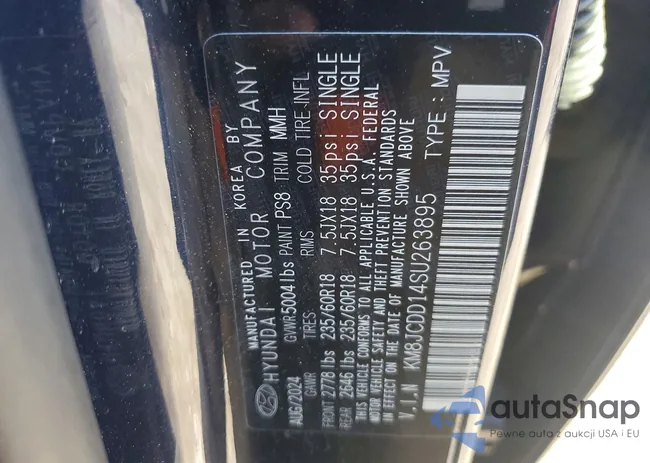 MANUFACTURED IN KOREA BY
HYUNDAI MOTOR COMPANY
AUG/2024 GVWR 5004 lbs PAINT PS8 TRIM MMH
GAWR TIRES RIMS COLD TIRE INFL
FRONT 2778 lbs 235/60R18 7.5JX18 35psi SINGLE
REAR 2646 lbs 235/60R18 7.5JX18 35psi SINGLE
THIS VEHICLE CONFORMS TO ALL APPLICABLE U.S.A. FEDERAL
MOTOR VEHICLE SAFETY AND THEFT PREVENTION STANDARDS
IN EFFECT ON THE DATE OF MANUFACTURE SHOWN ABOVE
V.I.N KM8JCDD14SU263895 TYPE : MPV
autaSnap
Pewne auta z aukcji USA i EU